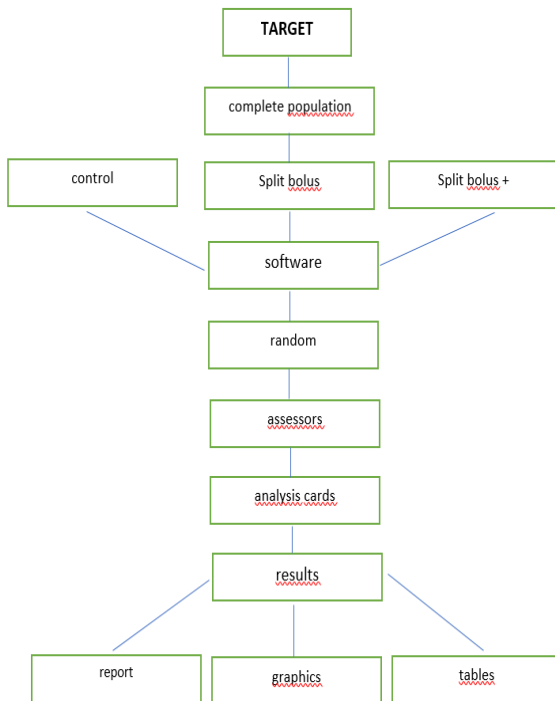 TARGET
complete population
control
Split bolus
Split bolus +
software
random
assessors
analysis cards
results
report
graphics
tables